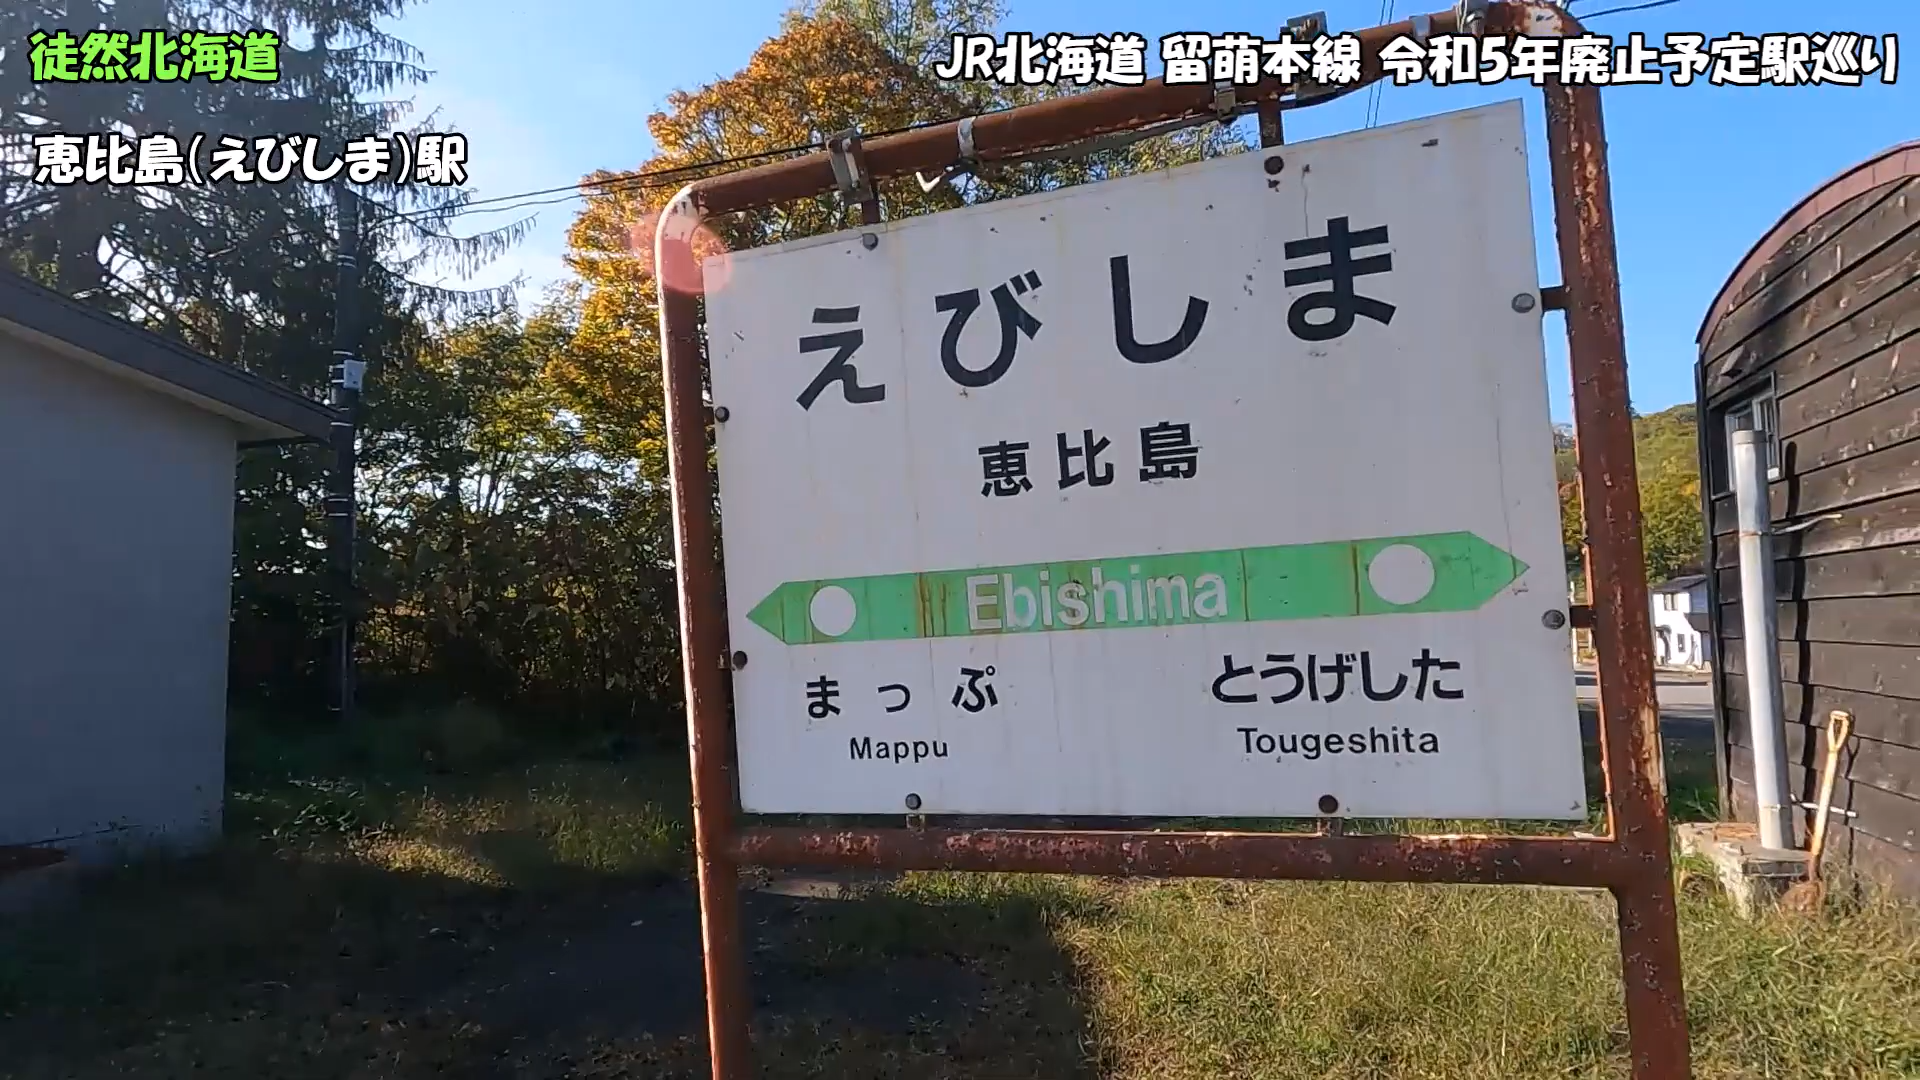 徒然北海道
JR北海道 留萌本線 令和5年廃止予定駅巡り
恵比島(えびしま)駅
えびしま
恵比島
Ebishima
まっぷ とうげした
Mappu Tougeshita